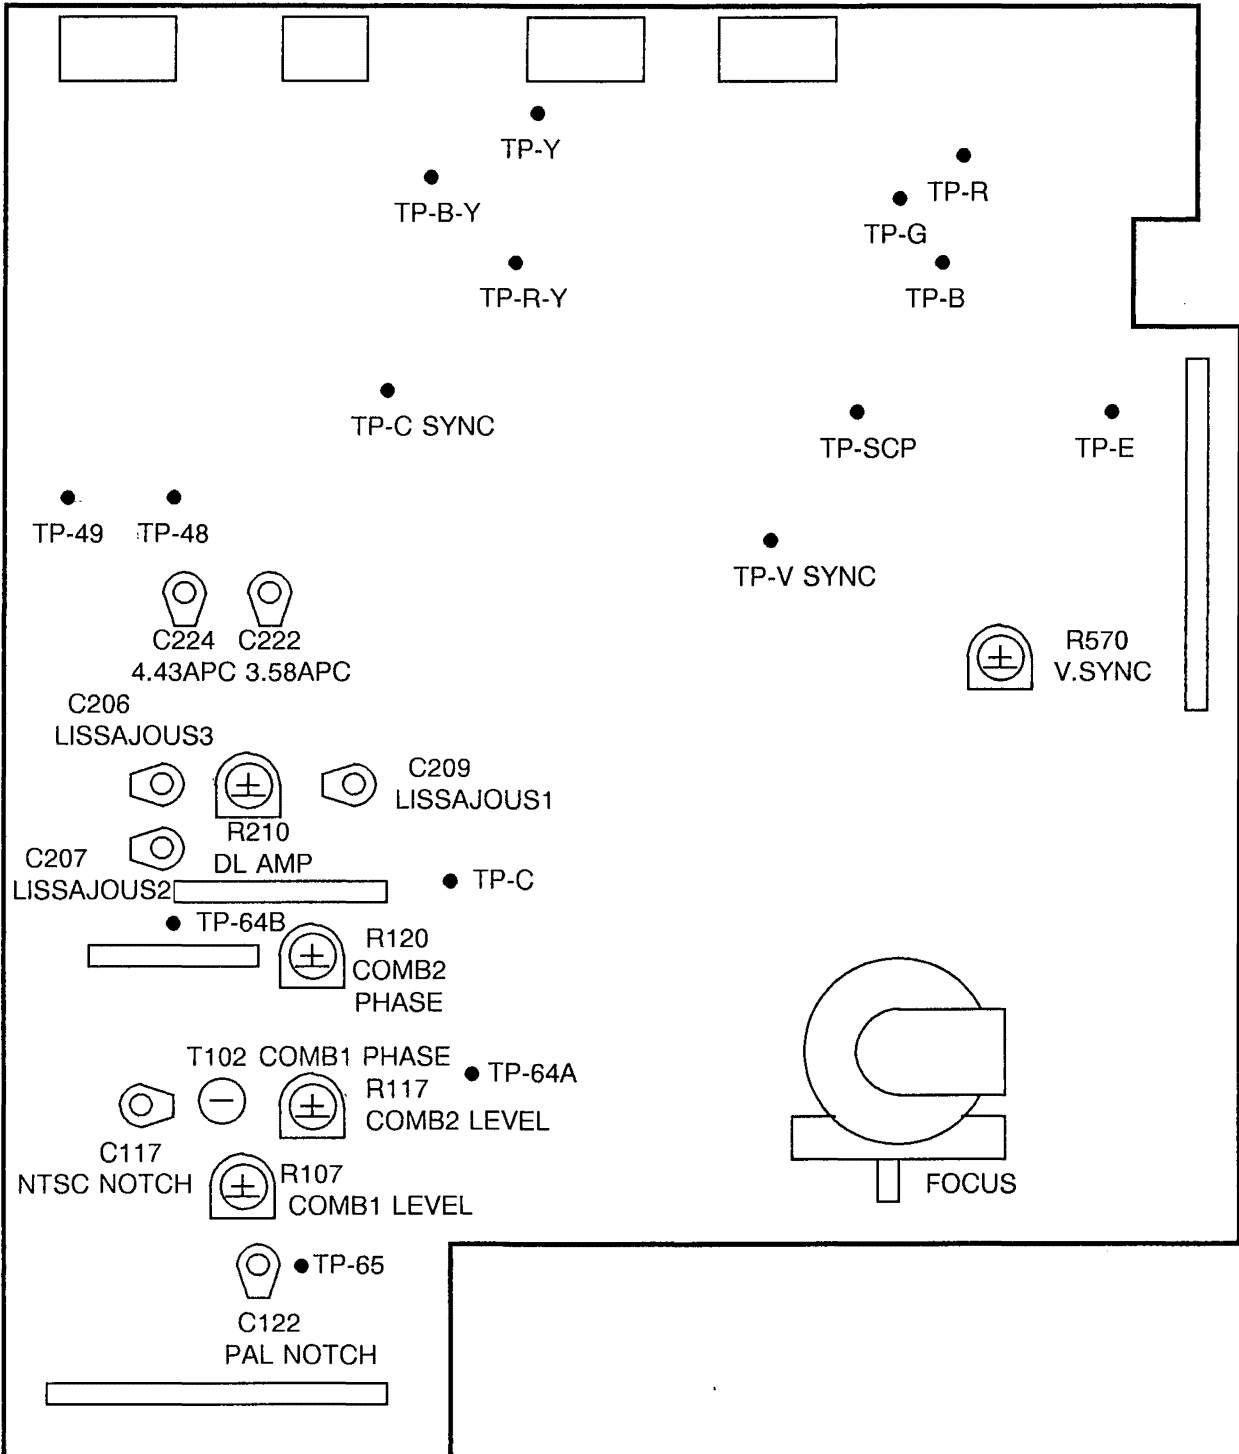 TP-Y
TP-B-Y
TP-R
TP-G
TP-R-Y
TP-B
TP-C SYNC
TP-SCP
TP-E
TP-49
TP-48
TP-V SYNC
C224
4.43APC
C222
3.58APC
R570
V.SYNC
C206
LISSAJOUS3
C209
LISSAJOUS1
R210
DL AMP
C207
LISSAJOUS2
TP-C
TP-64B
R120
COMB2
PHASE
T102 COMB1 PHASE
TP-64A
R117
COMB2 LEVEL
C117
NTSC NOTCH
R107
COMB1 LEVEL
FOCUS
TP-65
C122
PAL NOTCH